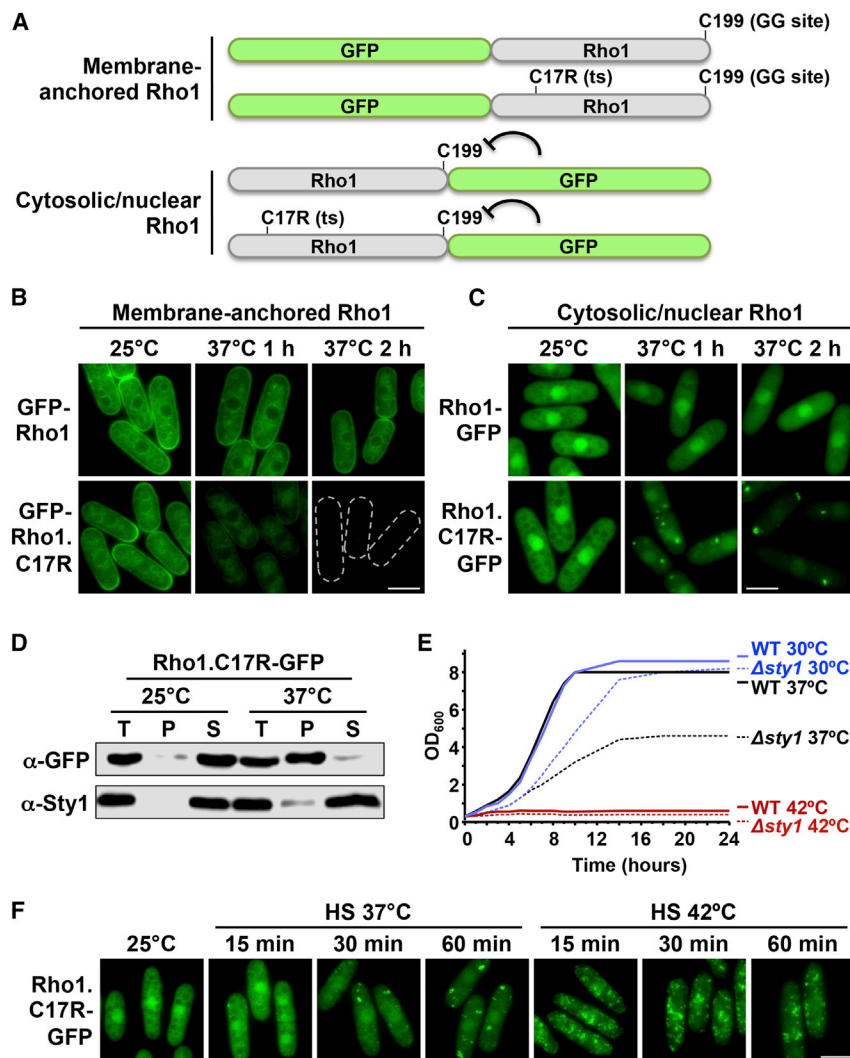 A
Membrane-
anchored Rho1
GFP
Rho1
C199 (GG site)
GFP
C17R (ts)
Rho1
C199 (GG site)
Cytosolic/nuclear
Rho1
Rho1
C199
GFP
C17R (ts)
Rho1
C199
GFP
B
Membrane-anchored Rho1
25°C
37°C 1 h
37°C 2 h
GFP-
Rho1
GFP-
Rho1.
C17R
C
Cytosolic/nuclear Rho1
25°C
37°C 1 h
37°C 2 h
Rho1-
GFP
Rho1.
C17R-
GFP
D
Rho1.C17R-GFP
25°C
37°C
T P S T P S
α-GFP
α-Sty1
E
OD600
8
6
4
2
0
0 4 8 12 16 20 24
Time (hours)
WT 30ºC
Δsty1 30ºC
WT 37ºC
Δsty1 37ºC
WT 42ºC
Δsty1 42ºC
F
HS 37ºC
HS 42ºC
25°C
15 min
30 min
60 min
15 min
30 min
60 min
Rho1.
C17R-
GFP